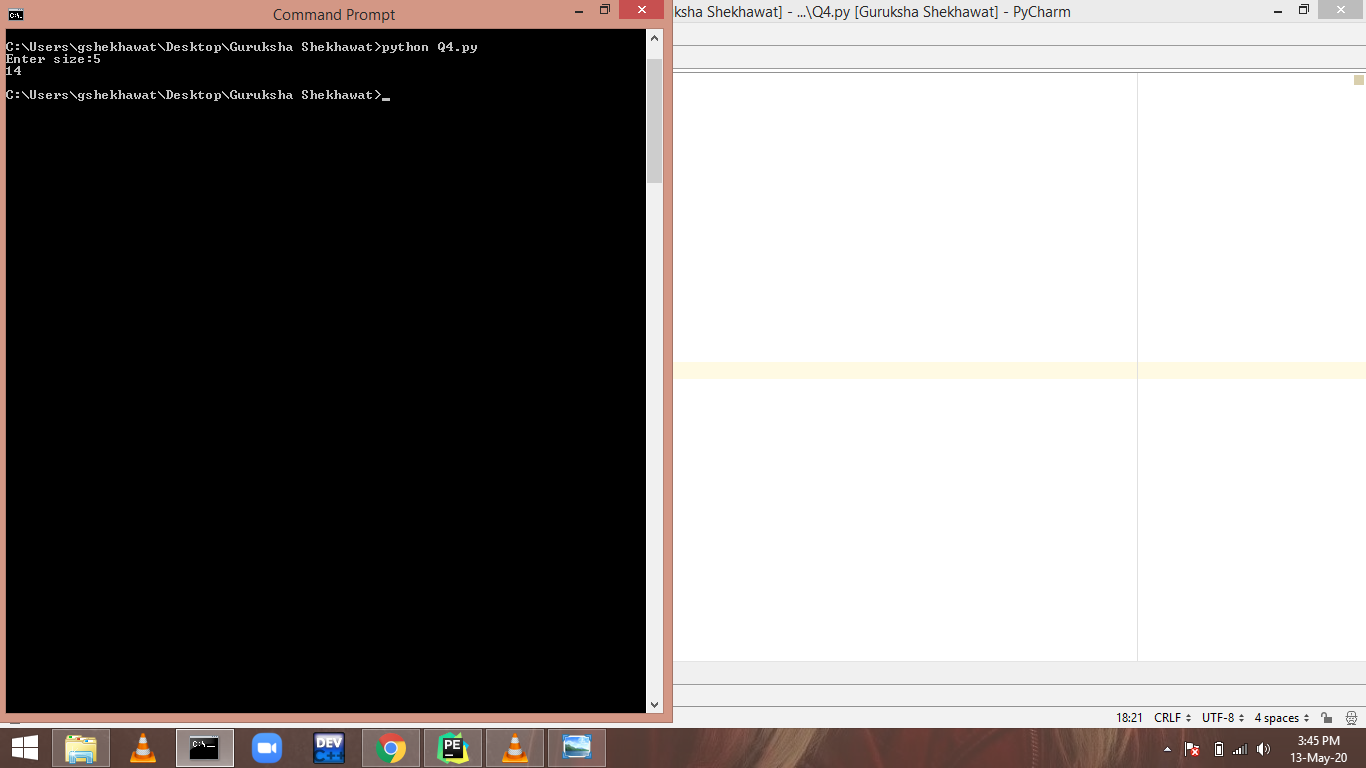 Command Prompt
ksha Shekhawat] - ...\Q4.py [Guruksha Shekhawat] - PyCharm
C:\Users\gshekhawat\Desktop\Guruksha Shekhawat>python Q4.py
Enter size:5
14
C:\Users\gshekhawat\Desktop\Guruksha Shekhawat>_
18:21 CRLF UTF-8 4 spaces
C:\_
DEV
C++
PE
3:45 PM
13-May-20